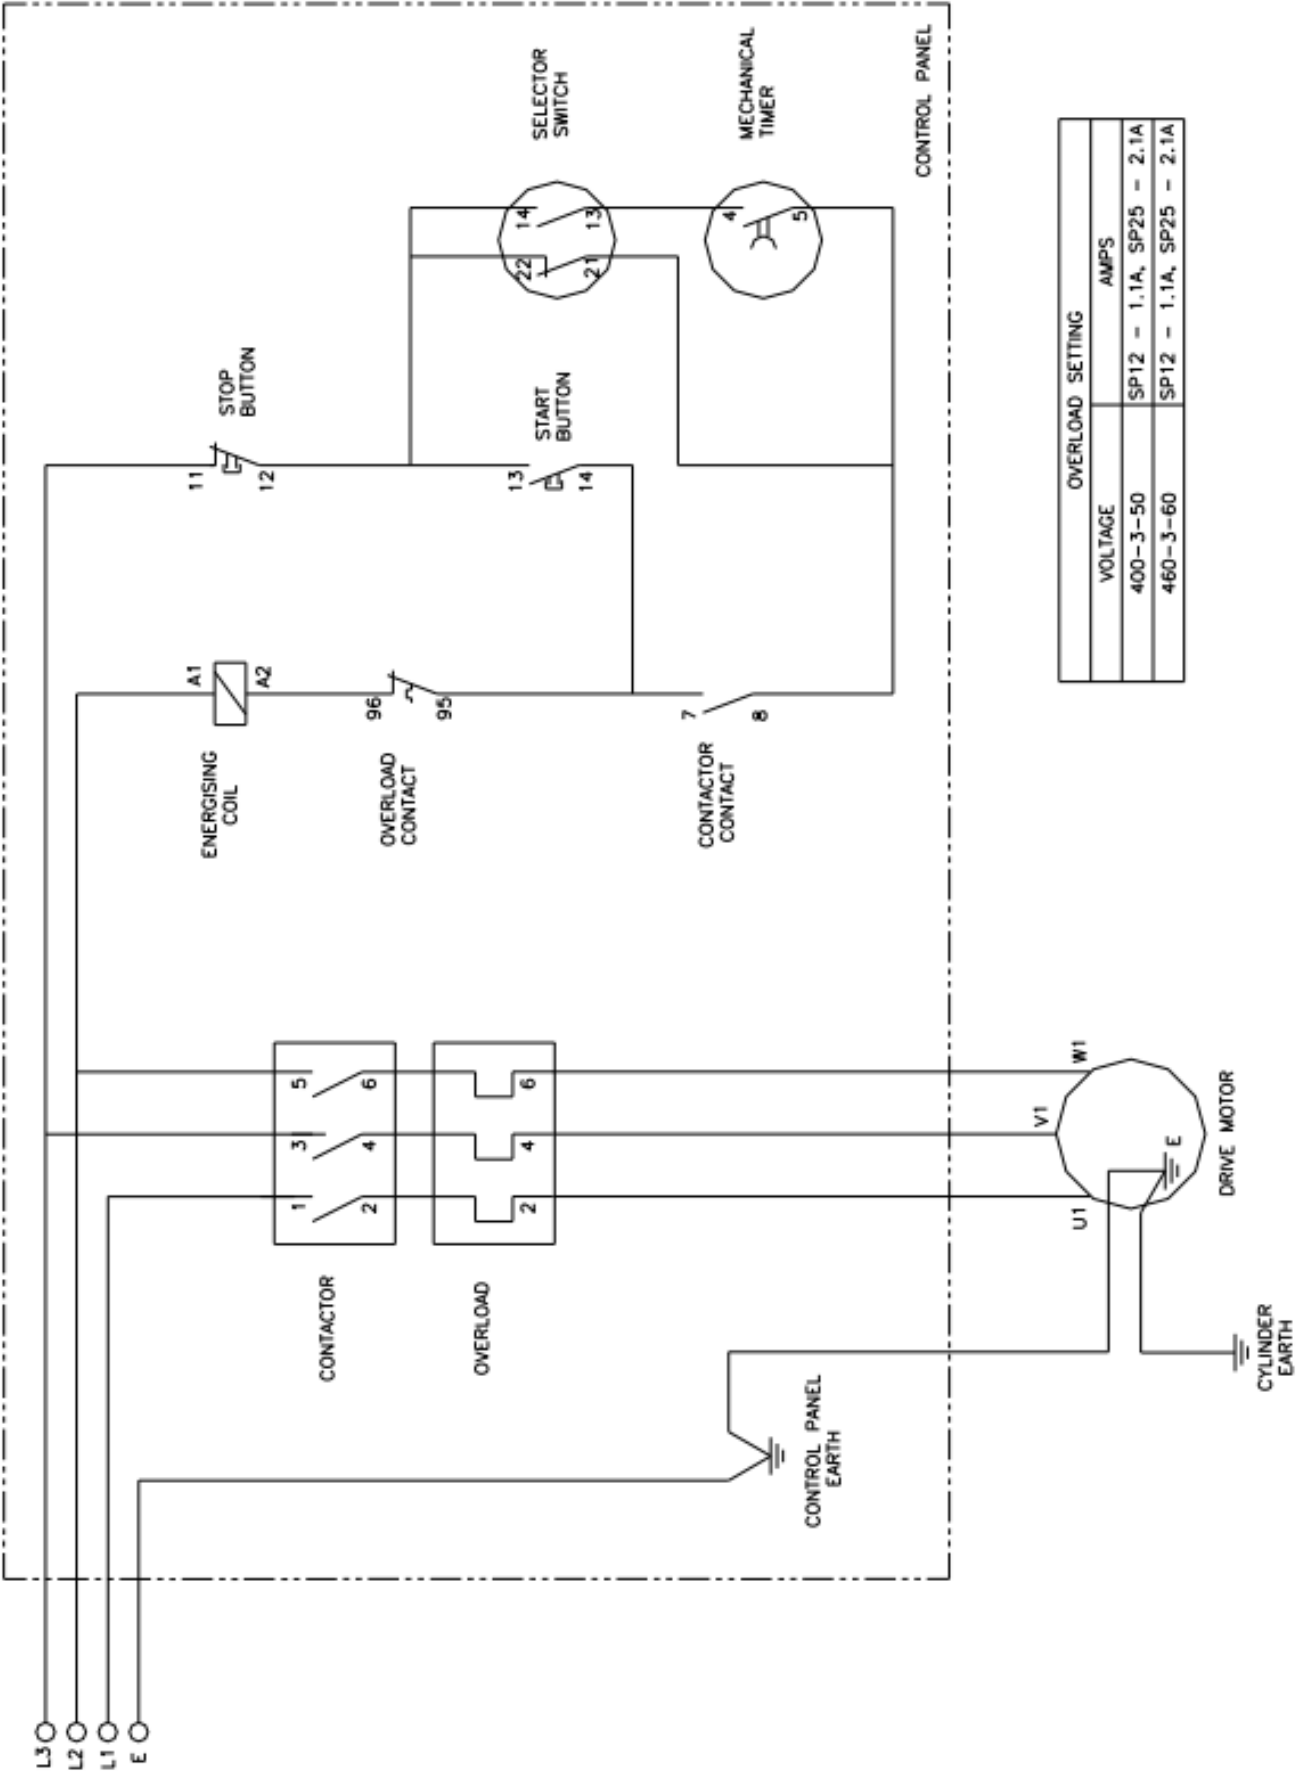 L3
L2
L1
E
CONTROL PANEL
EARTH
CYLINDER
EARTH
CONTACTOR
1
2
3
4
5
6
OVERLOAD
2
4
6
U1
V1
W1
E
DRIVE MOTOR
ENERGISING
COIL
A1
A2
OVERLOAD
CONTACT
96
95
CONTACTOR
CONTACT
7
8
STOP
BUTTON
11
12
START
BUTTON
13
14
SELECTOR
SWITCH
22
21
14
13
MECHANICAL
TIMER
4
5
CONTROL PANEL
OVERLOAD SETTING
VOLTAGE AMPS
400-3-50 SP12 - 1.1A, SP25 - 2.1A
460-3-60 SP12 - 1.1A, SP25 - 2.1A